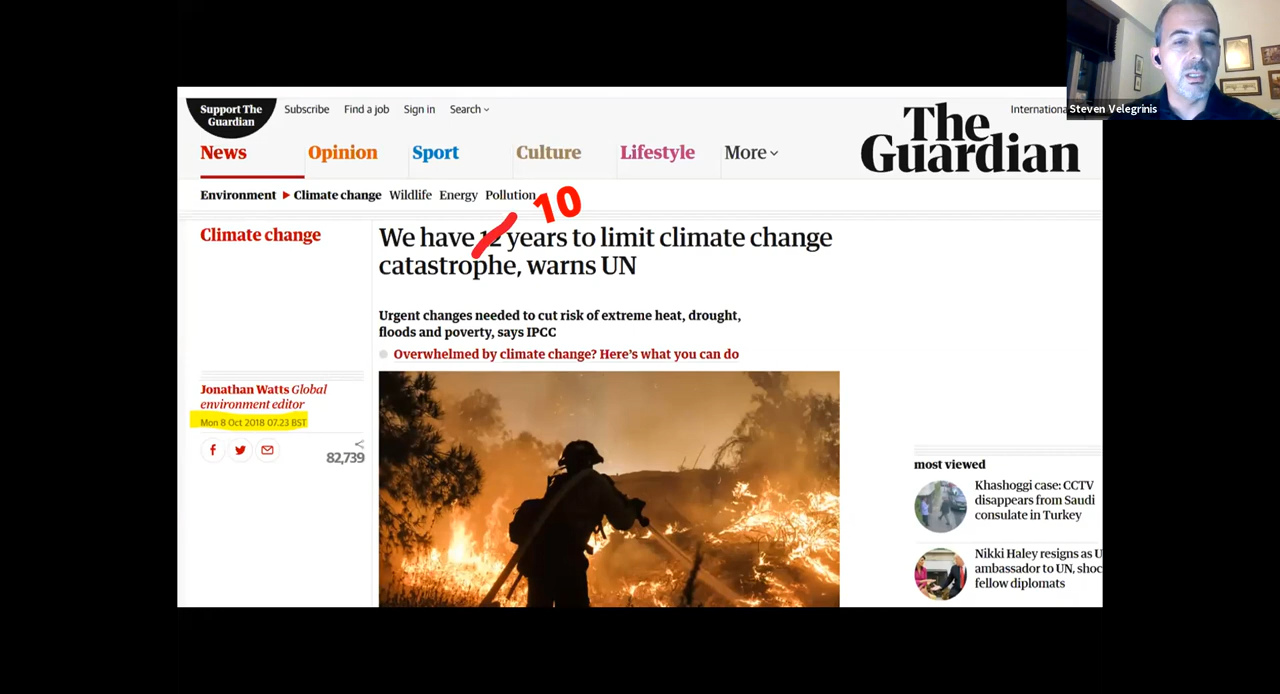 Support The
Guardian
Subscribe
Find a job
Sign in
Search
Internationa
Steven Velegrinis
The
Guardian
News
Opinion
Sport
Culture
Lifestyle
More
Environment
Climate change
Wildlife
Energy
Pollution
Climate change
10
We have 12 years to limit climate change
catastrophe, warns UN
Urgent changes needed to cut risk of extreme heat, drought,
floods and poverty, says IPCC
Overwhelmed by climate change? Here's what you can do
Jonathan Watts Global
environment editor
Mon 8 Oct 2018 07.23 BST
82,739
most viewed
Khashoggi case: CCTV
disappears from Saudi
consulate in Turkey
Nikki Haley resigns as U
ambassador to UN, shoc
fellow diplomats